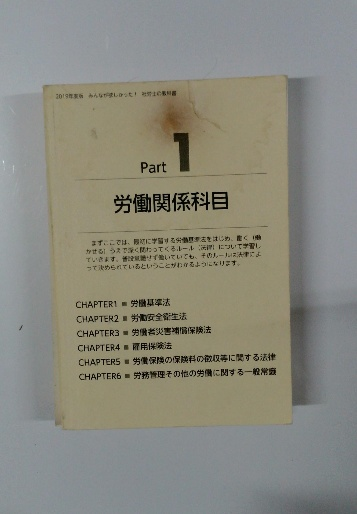 2019年度版 みんなが欲しかった! 社労士の教科書
Part 1
労働関係科目
まずここでは、最初に学習する労働基準法をはじめ、働く(働
かせる)うえで深く関わってくるルール(法律)について学習し
ていきます。普段意識せず働いていても、そのルールは法律によ
って決められているということがわかるようになります。
CHAPTER1 ■ 労働基準法
CHAPTER2 ■ 労働安全衛生法
CHAPTER3 ■ 労働者災害補償保険法
CHAPTER4 ■ 雇用保険法
CHAPTER5 ■ 労働保険の保険料の徴収等に関する法律
CHAPTER6 ■ 労務管理その他の労働に関する一般常識